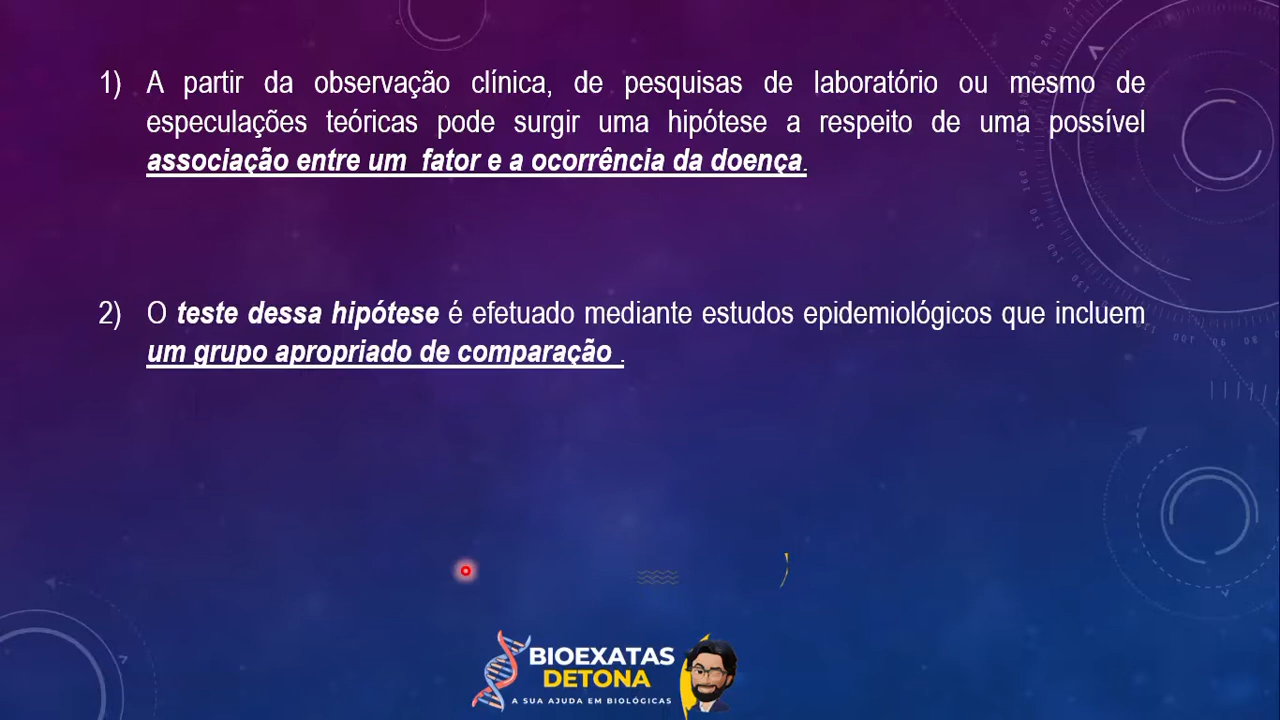 1) A partir da observação clínica, de pesquisas de laboratório ou mesmo de
especulações teóricas pode surgir uma hipótese a respeito de uma possível
associação entre um fator e a ocorrência da doença.
2) O teste dessa hipótese é efetuado mediante estudos epidemiológicos que incluem
um grupo apropriado de comparação .
BIOEXATAS
DETONA
A SUA AJUDA EM BIOLÓGICAS